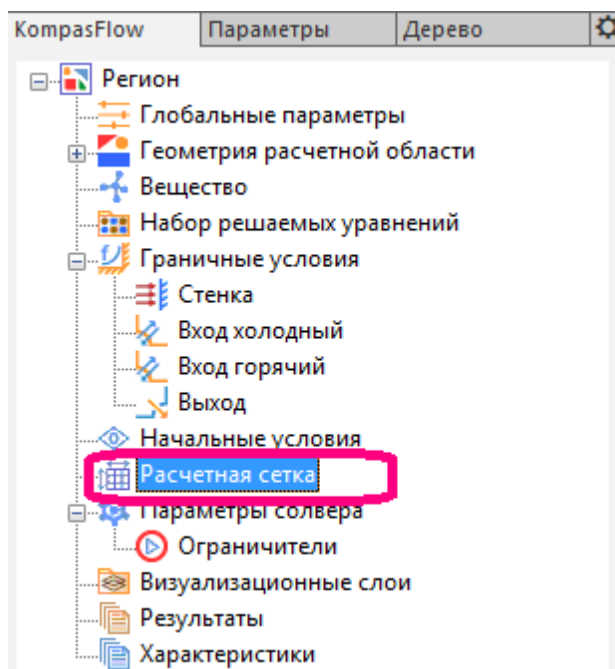 KompasFlow Параметры Дерево
Регион
Глобальные параметры
Геометрия расчетной области
Вещество
Набор решаемых уравнений
Граничные условия
Стенка
Вход холодный
Вход горячий
Выход
Начальные условия
Расчетная сетка
Параметры солвера
Ограничители
Визуализационные слои
Результаты
Характеристики